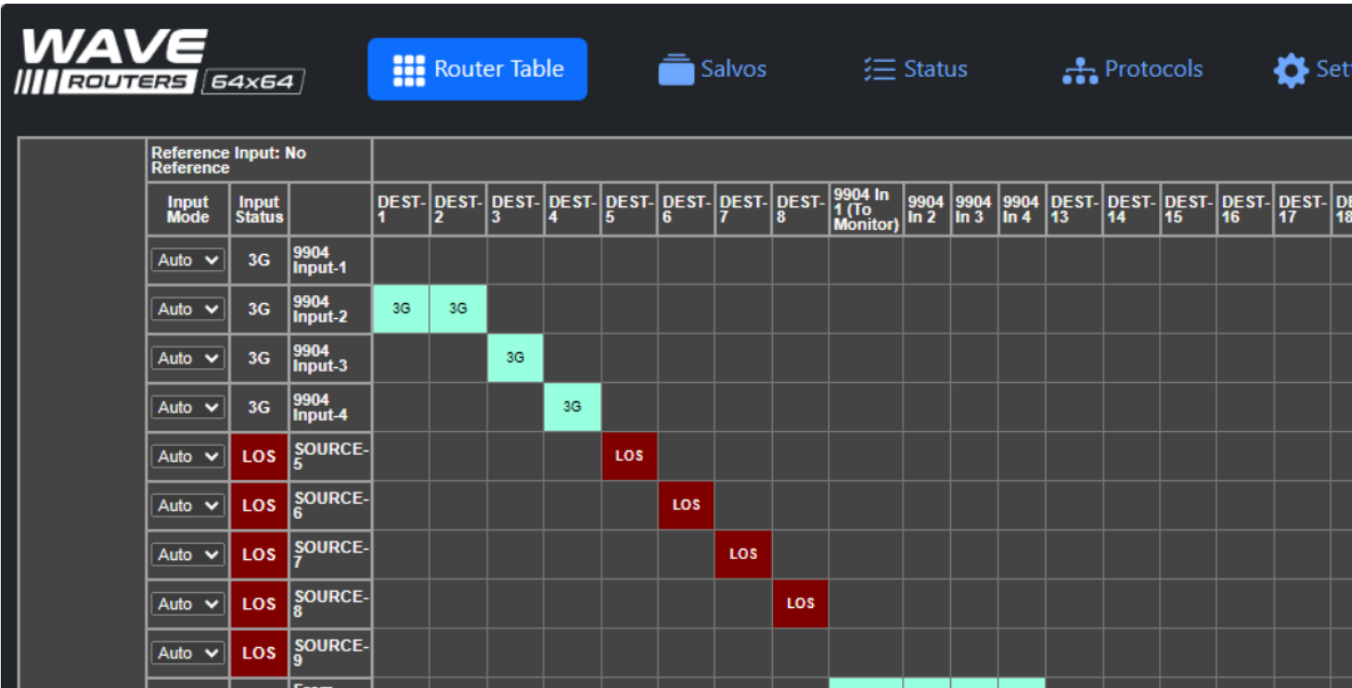 WAVE
ROUTERS 64x64
Router Table
Salvos
Status
Protocols
Sett
Reference Input: No
Reference
Input
Mode
Input
Status
DEST-
1
DEST-
2
DEST-
3
DEST-
4
DEST-
5
DEST-
6
DEST-
7
DEST-
8
9904 In
1 (To
Monitor)
9904
In 2
9904
In 3
9904
In 4
DEST-
13
DEST-
14
DEST-
15
DEST-
16
DEST-
17
DE
18
Auto 3G 9904
Input-1
Auto 3G 9904
Input-2
3G 3G
Auto 3G 9904
Input-3
3G
Auto 3G 9904
Input-4
3G
Auto LOS SOURCE-
5
LOS
Auto LOS SOURCE-
6
LOS
Auto LOS SOURCE-
7
LOS
Auto LOS SOURCE-
8
LOS
Auto LOS SOURCE-
9